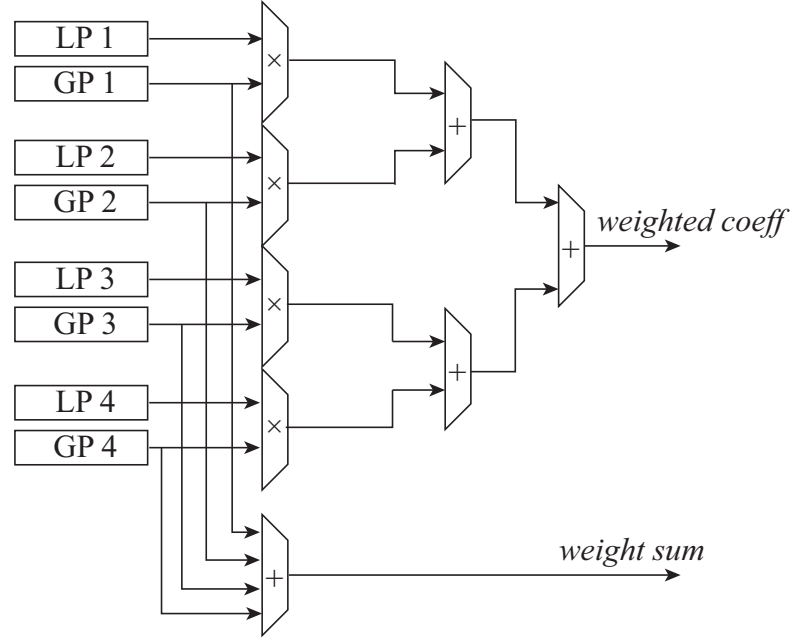 LP 1
×
GP 1
+
LP 2
×
GP 2
+
weighted coeff
LP 3
×
GP 3
+
LP 4
×
GP 4
+
weight sum